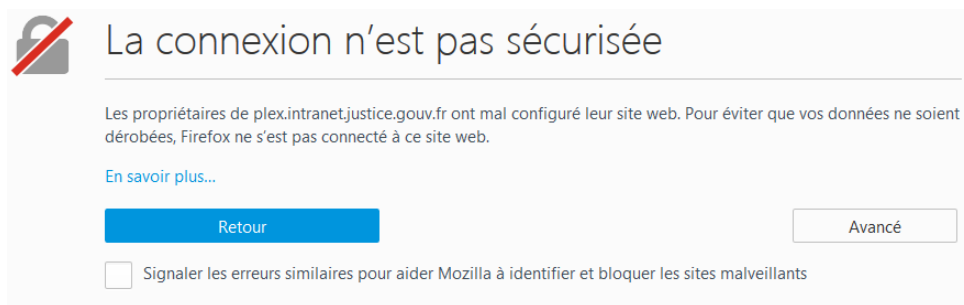 La connexion n’est pas sécurisée
Les propriétaires de plex.intranet.justice.gouv.fr ont mal configuré leur site web. Pour éviter que vos données ne soient
dérobées, Firefox ne s’est pas connecté à ce site web.
En savoir plus...
Retour
Avancé
Signaler les erreurs similaires pour aider Mozilla à identifier et bloquer les sites malveillants